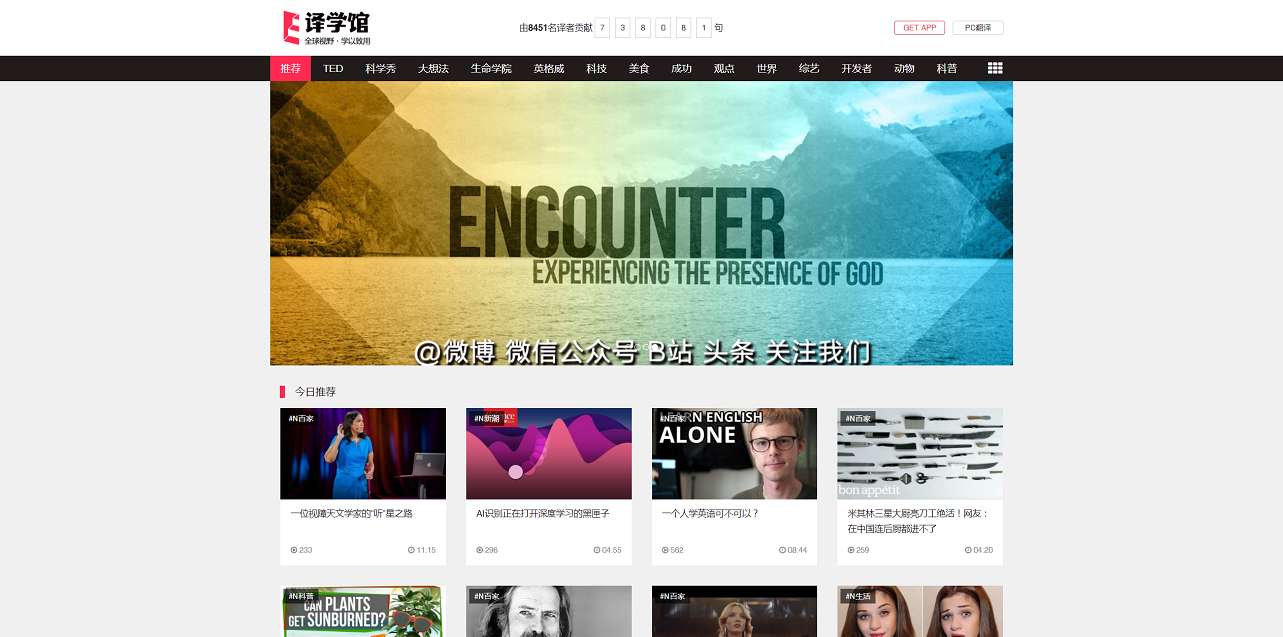 译学馆
全球视野·学以致用
由8451名译者贡献 7 3 8 0 8 1 句
GET APP
PC翻译
推荐 TED 科学秀 大想法 生命学院 英格威 科技 美食 成功 观点 世界 综艺 开发者 动物 科普
ENCOUNTER
EXPERIENCING THE PRESENCE OF GOD
@微博 微信公众号 B站 头条 关注我们
今日推荐
#N百家
一位视障天文学家的“听”星之路
233 11:15
#N新潮
AI识别正在打开深度学习的黑匣子
296 04:55
#N百家
LEARN ENGLISH
ALONE
一个人学英语可不可以？
562 08:44
#N百家
bon appétit
米其林三星大厨亮刀工绝活！网友：
在中国连后厨都进不了
259 04:20
#N科普
CAN PLANTS
GET SUNBURNED?
#N百家
#N百家
#N生活